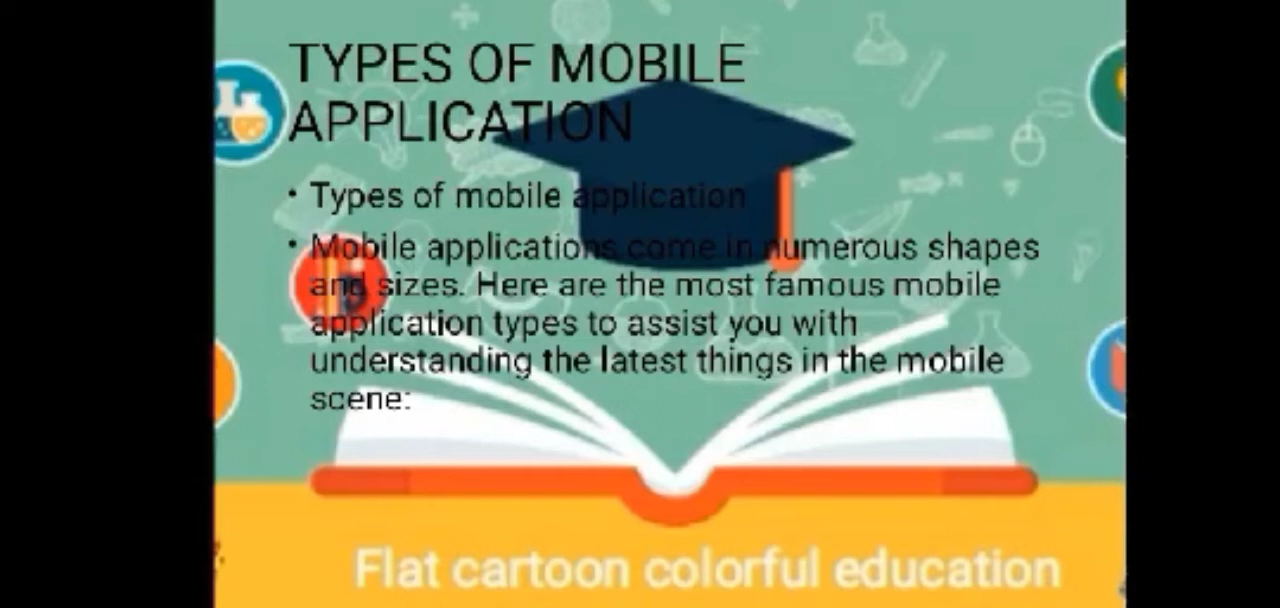 TYPES OF MOBILE
APPLICATION
• Types of mobile application
• Mobile applications come in numerous shapes
and sizes. Here are the most famous mobile
application types to assist you with
understanding the latest things in the mobile
scene:
Flat cartoon colorful education